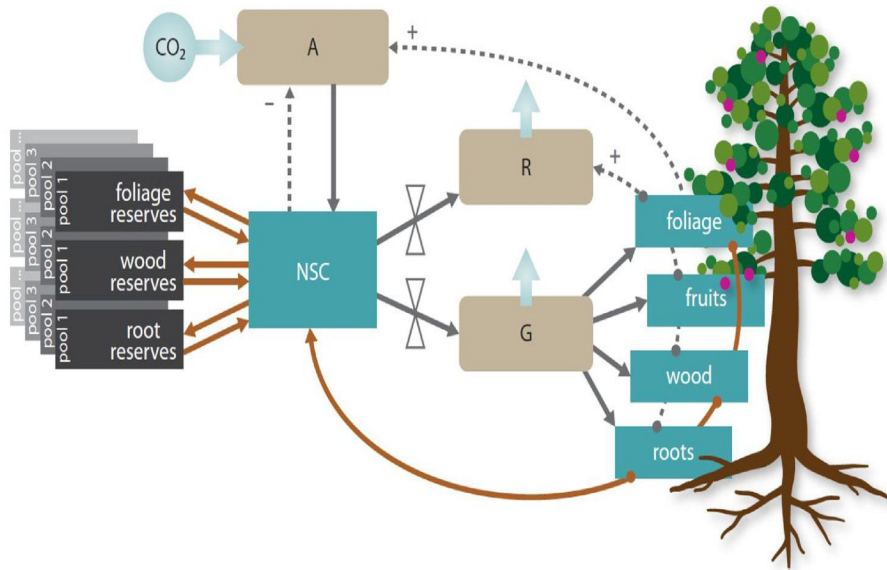 CO₂
A
+
−
pool ...
pool 3
pool 2
pool 1
foliage
reserves
pool ...
pool 3
pool 2
pool 1
wood
reserves
pool ...
pool 3
pool 2
pool 1
root
reserves
NSC
R
+
G
foliage
fruits
wood
roots